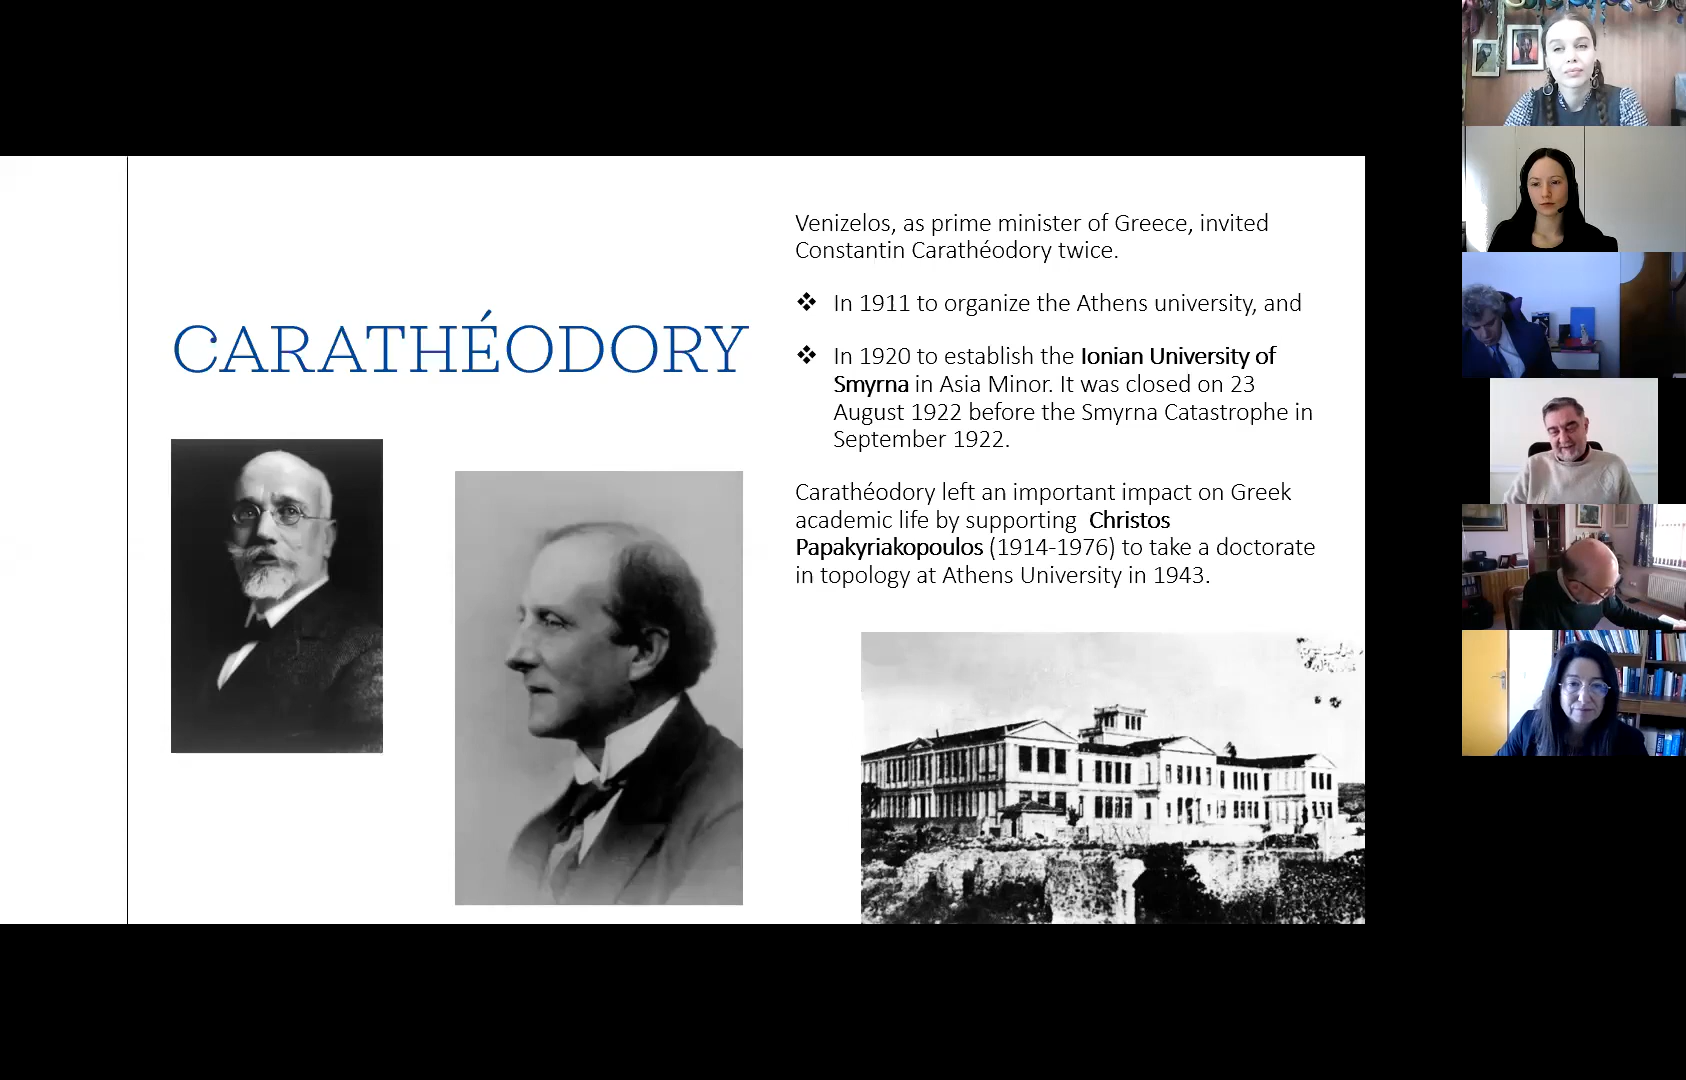 CARATHÉODORY
Venizelos, as prime minister of Greece, invited
Constantin Carathéodory twice.
❖ In 1911 to organize the Athens university, and
❖ In 1920 to establish the Ionian University of
Smyrna in Asia Minor. It was closed on 23
August 1922 before the Smyrna Catastrophe in
September 1922.
Carathéodory left an important impact on Greek
academic life by supporting Christos
Papakyriakopoulos (1914-1976) to take a doctorate
in topology at Athens University in 1943.